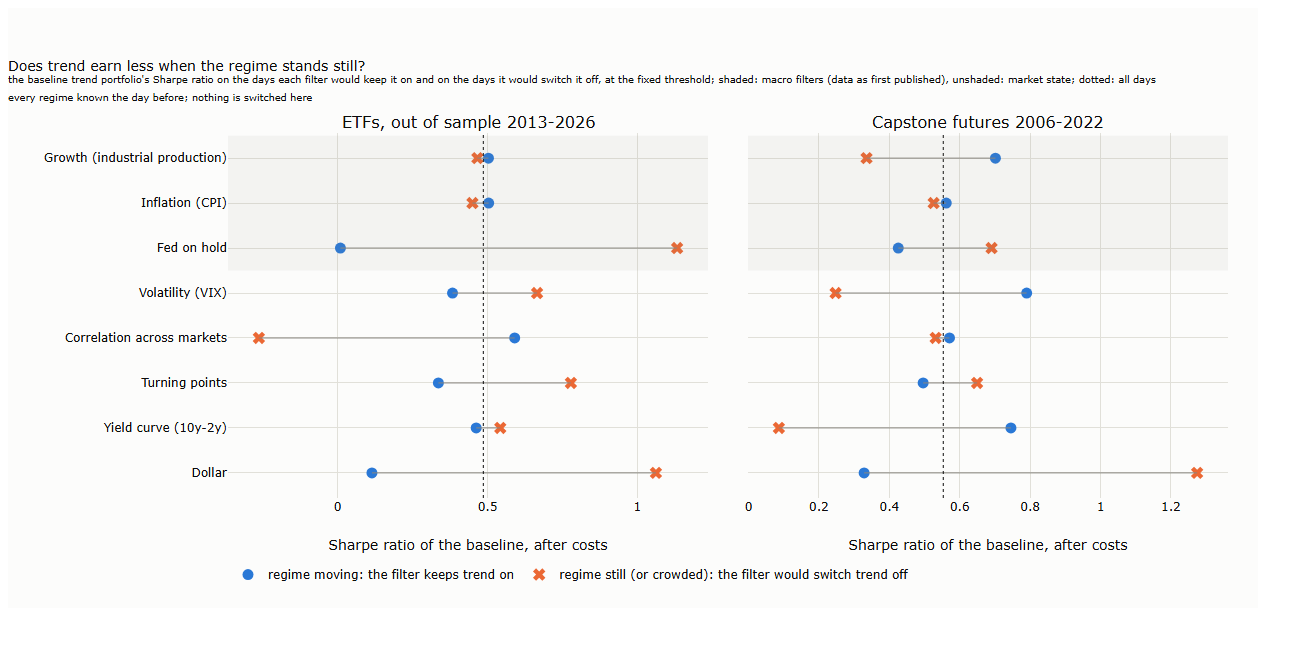 Does trend earn less when the regime stands still?
the baseline trend portfolio's Sharpe ratio on the days each filter would keep it on and on the days it would switch it off, at the fixed threshold; shaded: macro filters (data as first published), unshaded: market state; dotted: all days
every regime known the day before; nothing is switched here
ETFs, out of sample 2013-2026
Capstone futures 2006-2022
Growth (industrial production)
Inflation (CPI)
Fed on hold
Volatility (VIX)
Correlation across markets
Turning points
Yield curve (10y-2y)
Dollar
0 0.5 1
0 0.2 0.4 0.6 0.8 1 1.2
Sharpe ratio of the baseline, after costs
Sharpe ratio of the baseline, after costs
regime moving: the filter keeps trend on
regime still (or crowded): the filter would switch trend off